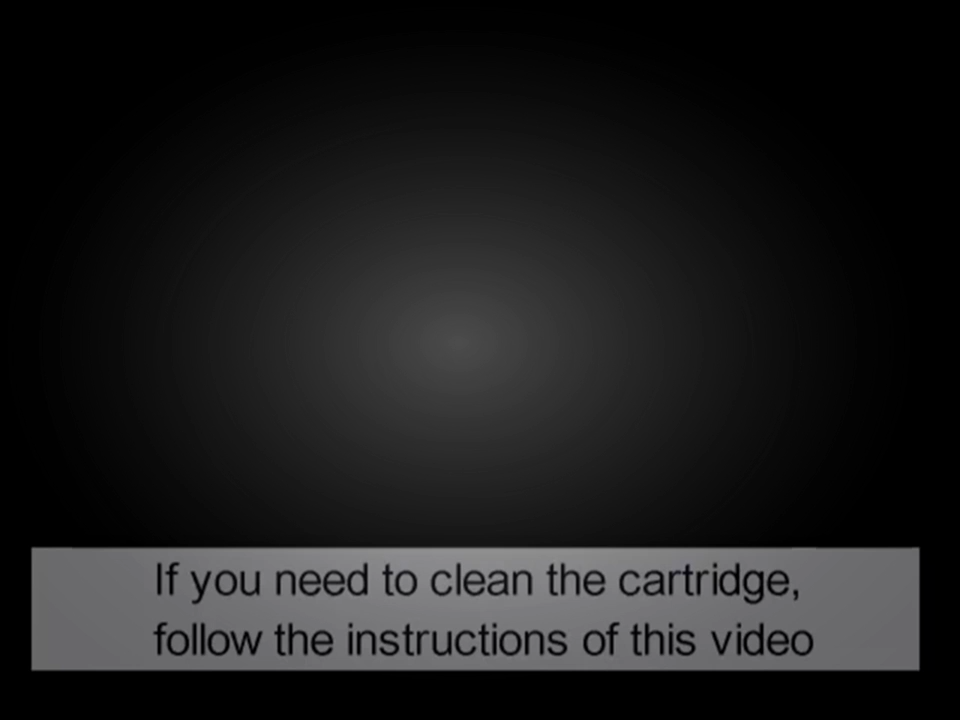 If you need to clean the cartridge,
follow the instructions of this video